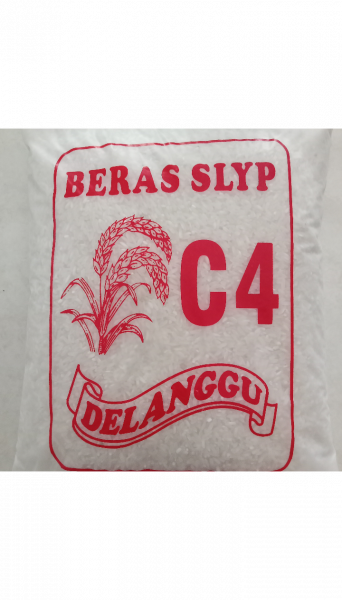 BERAS SLYP
C4
DELANGGU